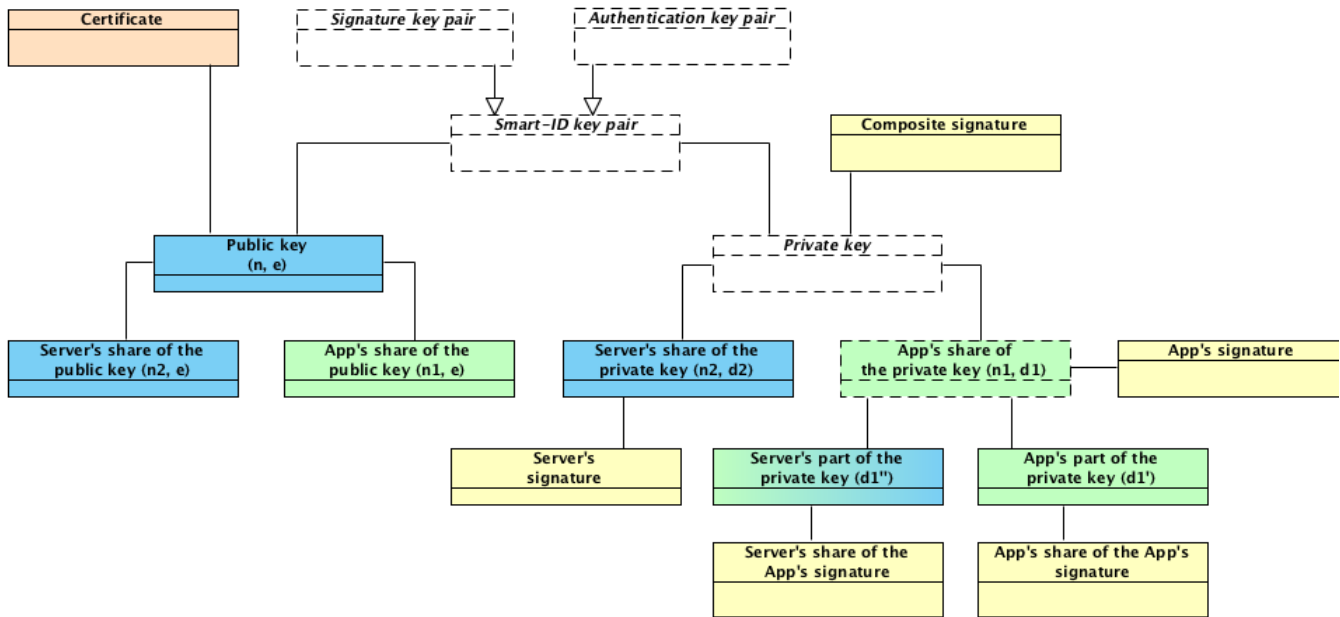 Certificate
Signature key pair
Authentication key pair
Smart-ID key pair
Composite signature
Public key
(n, e)
Private key
Server's share of the
public key (n2, e)
App's share of the
public key (n1, e)
Server's share of the
private key (n2, d2)
App's share of
the private key (n1, d1)
App's signature
Server's
signature
Server's part of the
private key (d1'')
App's part of the
private key (d1')
Server's share of the
App's signature
App's share of the App's
signature